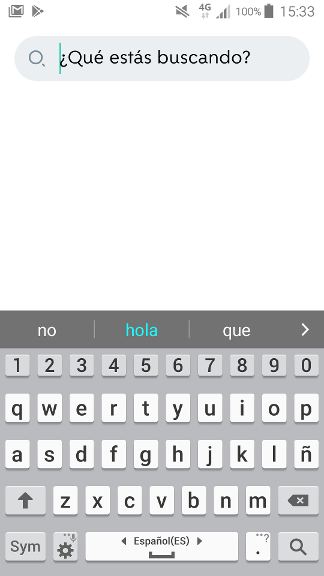 4G 100% 15:33
¿Qué estás buscando?
no hola que
1 2 3 4 5 6 7 8 9 0
q w e r t y u i o p
a s d f g h j k l ñ
z x c v b n m
Sym Español(ES) . ,,?